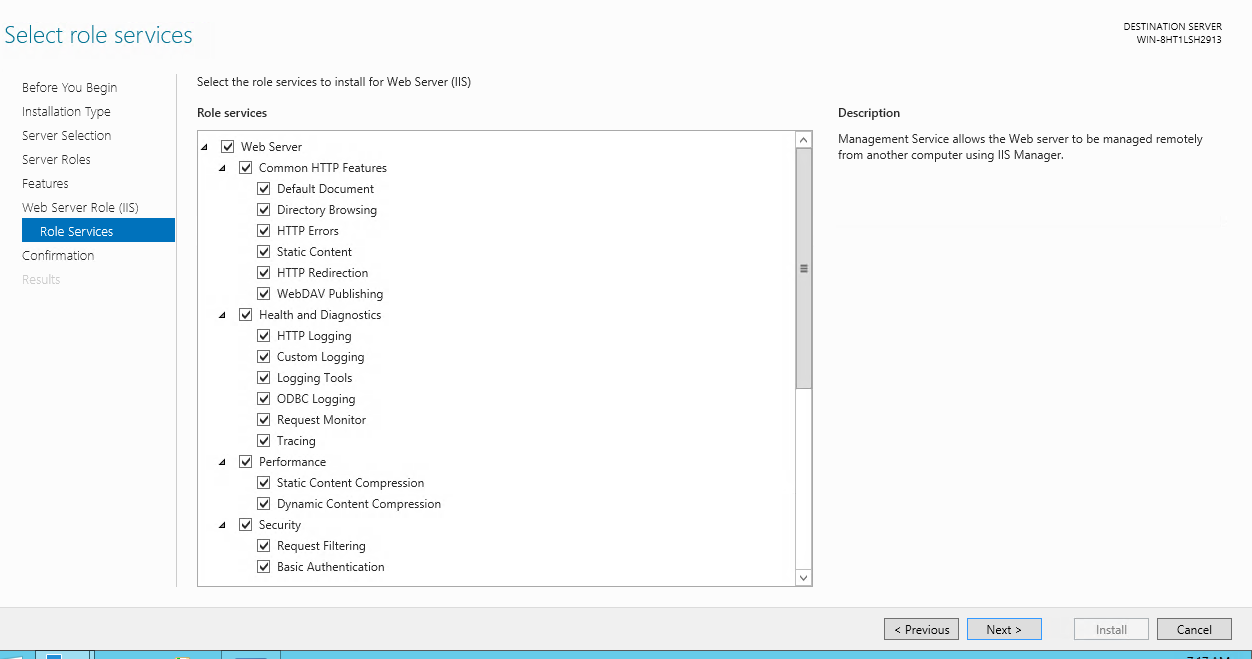 Select role services
DESTINATION SERVER
WIN-8HT1LSH2913
Before You Begin
Installation Type
Server Selection
Server Roles
Features
Web Server Role (IIS)
Role Services
Confirmation
Results
Select the role services to install for Web Server (IIS)
Role services
Web Server
Common HTTP Features
Default Document
Directory Browsing
HTTP Errors
Static Content
HTTP Redirection
WebDAV Publishing
Health and Diagnostics
HTTP Logging
Custom Logging
Logging Tools
ODBC Logging
Request Monitor
Tracing
Performance
Static Content Compression
Dynamic Content Compression
Security
Request Filtering
Basic Authentication
Description
Management Service allows the Web server to be managed remotely
from another computer using IIS Manager.
< Previous
Next >
Install
Cancel